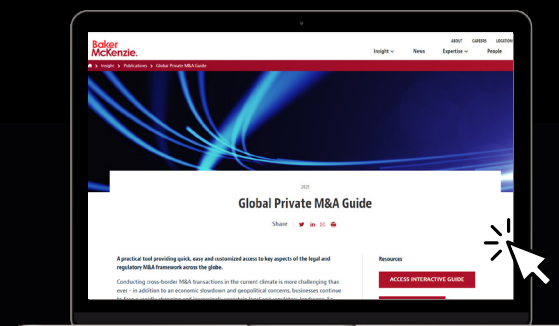 Baker
McKenzie.
ABOUT CAREERS LOCATION
Insight News Expertise People
Insight > Publications > Global Private M&A Guide
2021
Global Private M&A Guide
Share
A practical tool providing quick, easy and customized access to key aspects of the legal and
regulatory M&A framework across the globe.
Conducting cross-border M&A transactions in the current climate is more challenging than
ever – in addition to an economic slowdown and geopolitical concerns, businesses continue
Resources
ACCESS INTERACTIVE GUIDE